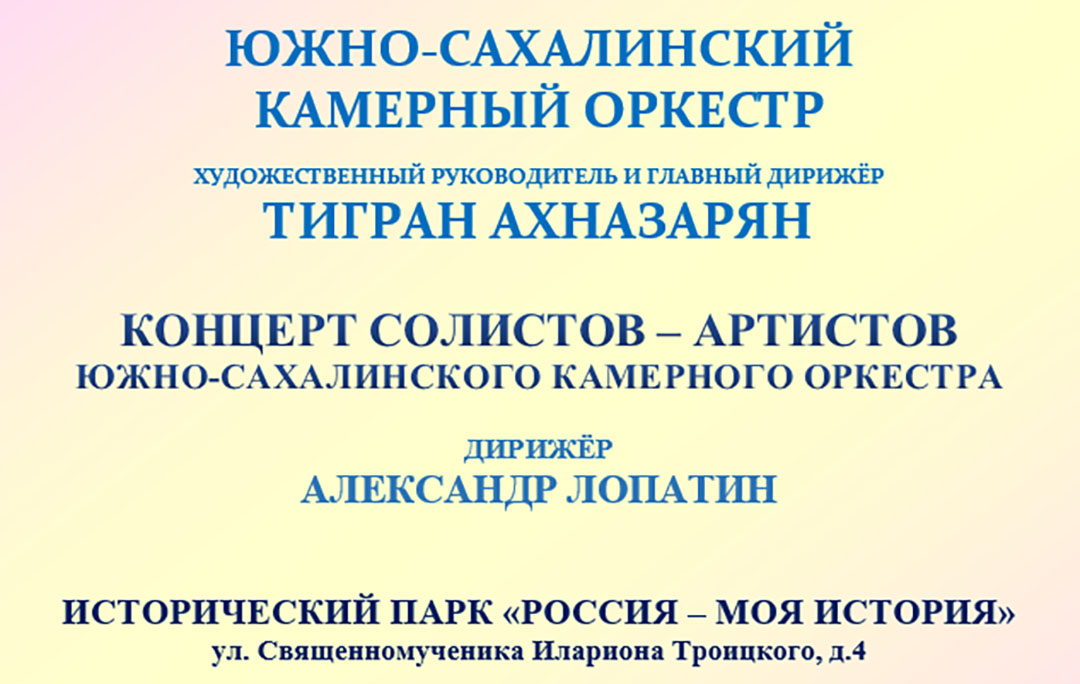 ЮЖНО-САХАЛИНСКИЙ
КАМЕРНЫЙ ОРКЕСТР
ХУДОЖЕСТВЕННЫЙ РУКОВОДИТЕЛЬ И ГЛАВНЫЙ ДИРИЖЁР
ТИГРАН АХНАЗАРЯН
КОНЦЕРТ СОЛИСТОВ – АРТИСТОВ
ЮЖНО-САХАЛИНСКОГО КАМЕРНОГО ОРКЕСТРА
ДИРИЖЁР
АЛЕКСАНДР ЛОПАТИН
ИСТОРИЧЕСКИЙ ПАРК «РОССИЯ – МОЯ ИСТОРИЯ»
ул. Священномученика Илариона Троицкого, д.4